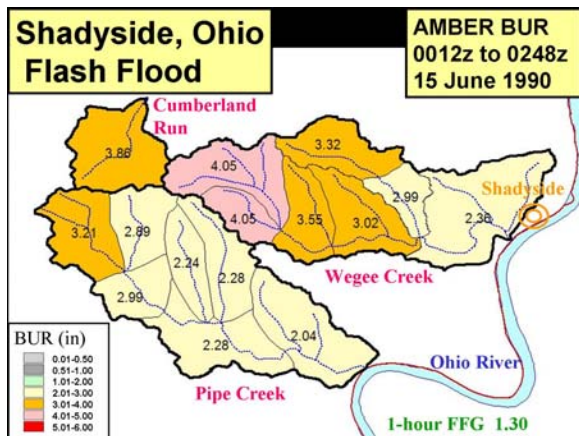 Shadyside, Ohio
Flash Flood
AMBER BUR
0012z to 0248z
15 June 1990
Cumberland
Run
3.86
3.32
4.05
4.05
3.55
3.02
2.99
2.36
Shadyside
3.21
2.89
2.24
2.28
2.99
2.28
2.04
Wegee Creek
Pipe Creek
Ohio River
BUR (in)
0.01-0.50
0.51-1.00
1.01-2.00
2.01-3.00
3.01-4.00
4.01-5.00
5.01-6.00
1-hour FFG 1.30